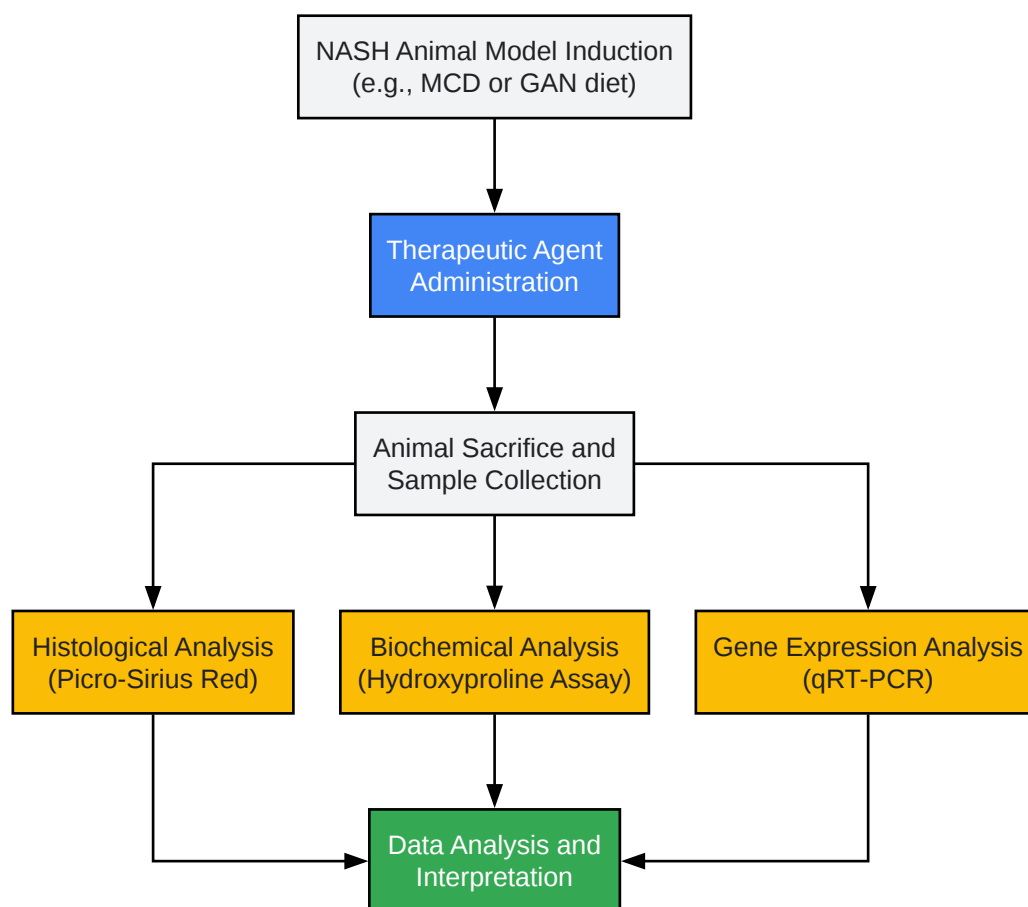 NASH Animal Model Induction
(e.g., MCD or GAN diet)
Therapeutic Agent
Administration
Animal Sacrifice and
Sample Collection
Histological Analysis
(Picro-Sirius Red)
Biochemical Analysis
(Hydroxyproline Assay)
Gene Expression Analysis
(qRT-PCR)
Data Analysis and
Interpretation